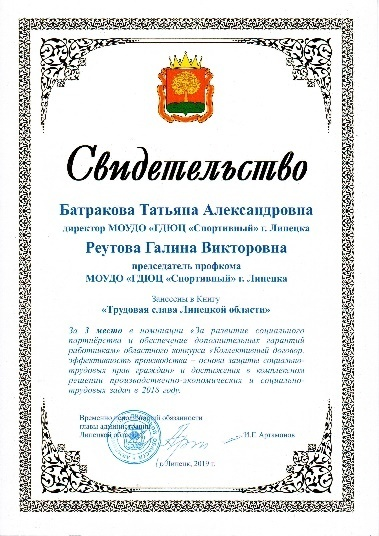 Свидетельство
Батракова Татьяна Александровна
директор МОУДО «ГДЮЦ «Спортивный» г. Липецка
Реутова Галина Викторовна
председатель профкома
МОУДО «ГДЮЦ «Спортивный» г. Липецка
Занесены в Книгу
«Трудовая слава Липецкой области»
За 3 место в номинации «За развитие социального
партнёрства и обеспечение дополнительных гарантий
работникам» областного конкурса «Коллективный договор,
эффективность производства – основа защиты социально-
трудовых прав граждан» и достижения в комплексном
решении производственно-экономических и социально-
трудовых задач в 2018 году.
Временно исполняющий обязанности
главы администрации
Липецкой области
И.Г. Артамонов
г. Липецк, 2019 г.